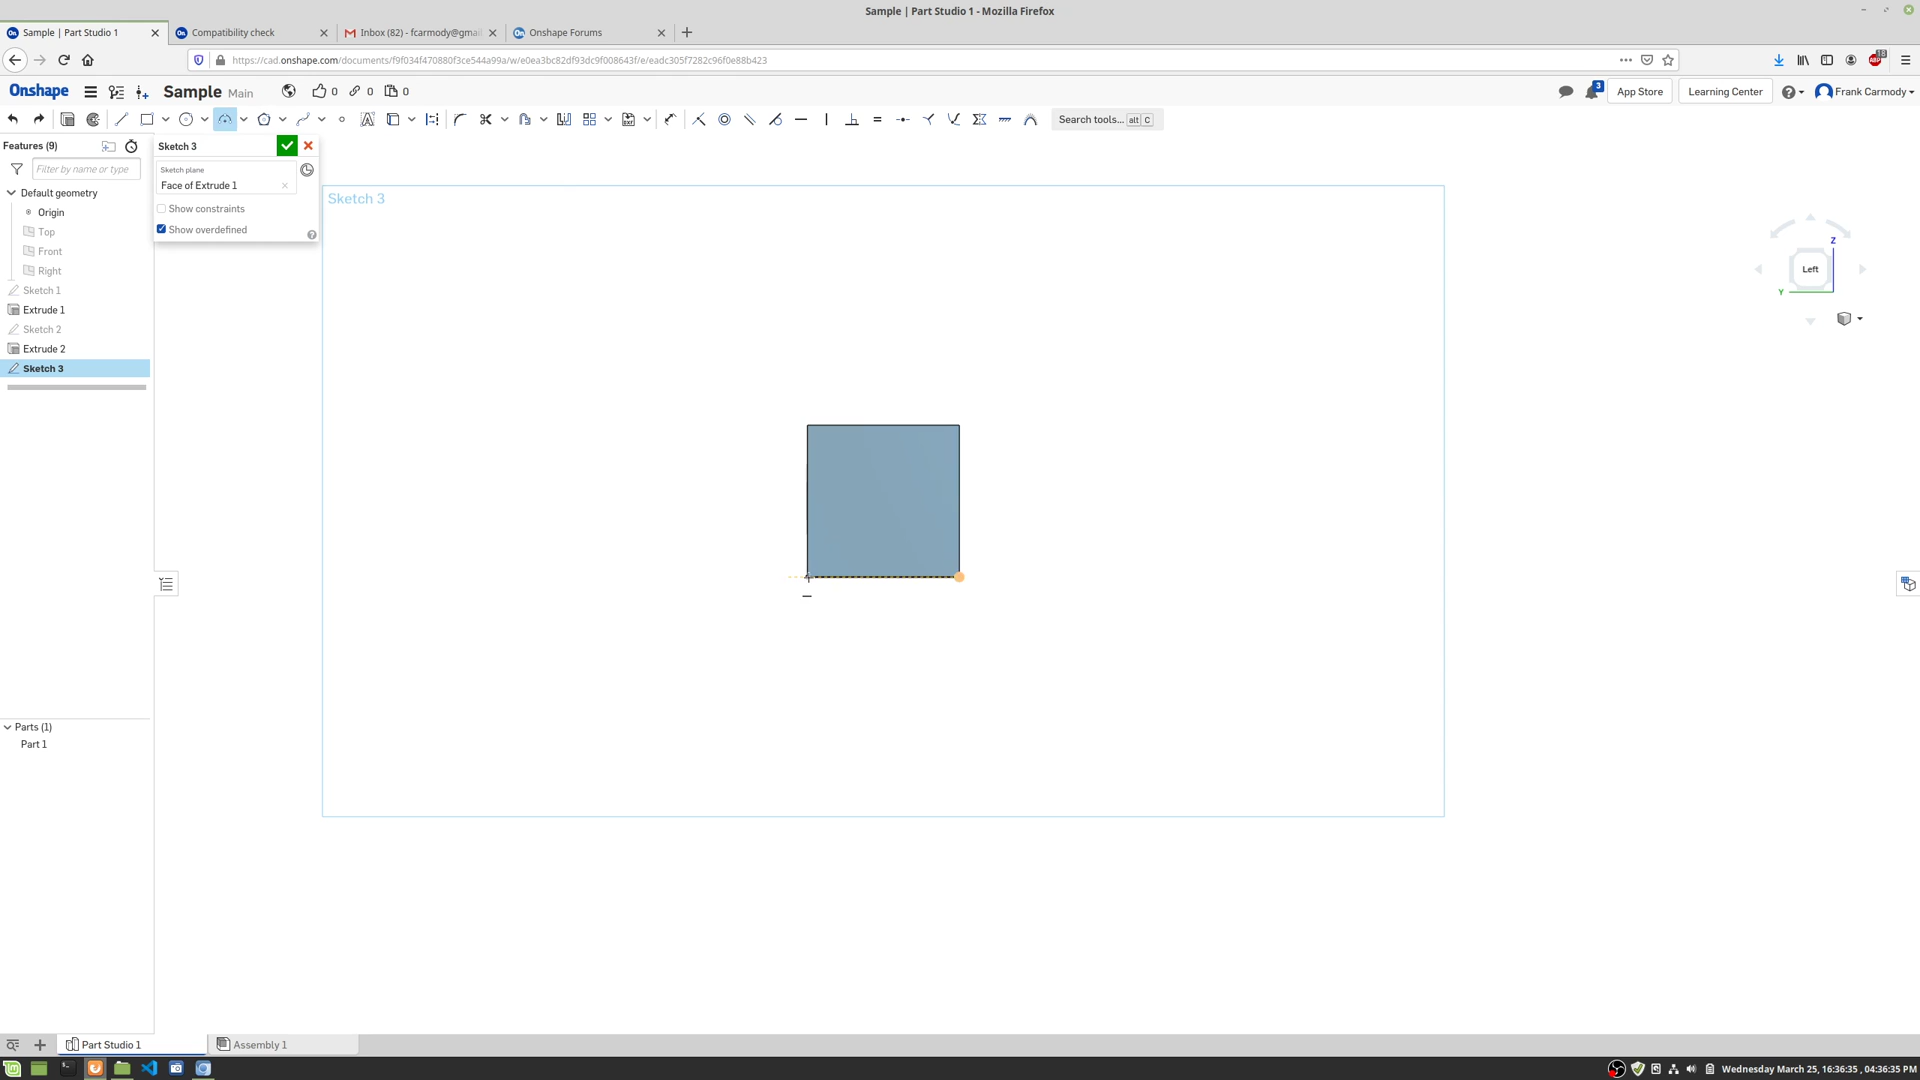 Sample | Part Studio 1 - Mozilla Firefox
Sample | Part Studio 1
Compatibility check
Inbox (82) - fcarmody@gmai
Onshape Forums
https://cad.onshape.com/documents/f9f034f470880f3ce544a99a/w/e0ea3bc82df93dc9f008643f/e/eadc305f7282c96f0e88b423
18
ABP
Onshape
Sample Main
0
0
0
3
App Store
Learning Center
Frank Carmody
Search tools... alt C
Features (9)
Filter by name or type
Default geometry
Origin
Top
Front
Right
Sketch 1
Extrude 1
Sketch 2
Extrude 2
Sketch 3
Sketch 3
Sketch plane
Face of Extrude 1
Show constraints
Show overdefined
Sketch 3
Z
Left
Y
Parts (1)
Part 1
Part Studio 1
Assembly 1
Wednesday March 25, 16:36:35 , 04:36:35 PM